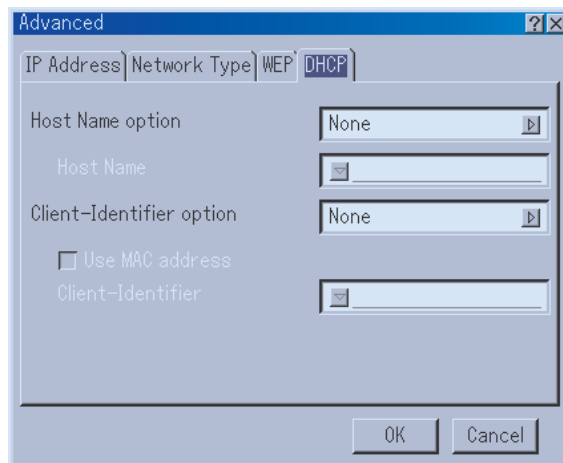 Advanced
IP Address Network Type WEP DHCP
Host Name option None
Host Name
Client-Identifier option None
Use MAC address
Client-Identifier
OK Cancel